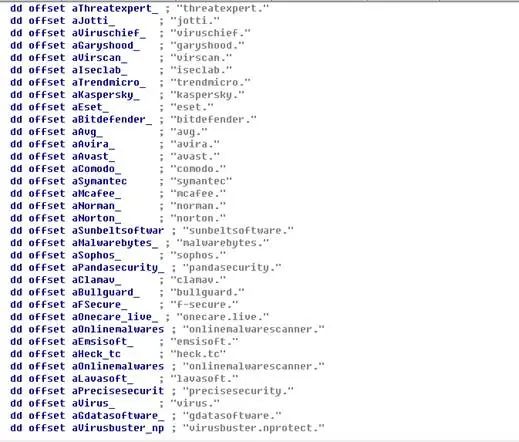 dd offset aThreatexpert_ ; "threatexpert."
dd offset aJotti_ ; "jotti."
dd offset aViruschief_ ; "viruschief."
dd offset aGaryshood_ ; "garyshood."
dd offset aVirscan_ ; "virscan."
dd offset aIseclab_ ; "iseclab."
dd offset aTrendmicro_ ; "trendmicro."
dd offset aKaspersky_ ; "kaspersky."
dd offset aEset_ ; "eset."
dd offset aBitdefender_ ; "bitdefender."
dd offset aAvg_ ; "avg."
dd offset aAvira_ ; "avira."
dd offset aAvast_ ; "avast."
dd offset aComodo_ ; "comodo."
dd offset aSymantec ; "symantec"
dd offset aMcafee_ ; "mcafee."
dd offset aNorman_ ; "norman."
dd offset aNorton_ ; "norton."
dd offset aSunbeltsoftwar ; "sunbeltsoftware."
dd offset aMalwarebytes_ ; "malwarebytes."
dd offset aSophos_ ; "sophos."
dd offset aPandasecurity_ ; "pandasecurity."
dd offset aClamav_ ; "clamav."
dd offset aBullguard_ ; "bullguard."
dd offset aFSecure_ ; "f-secure."
dd offset aOnecare_live_ ; "onecare.live."
dd offset aOnlinemalwares ; "onlinemalwarescanner."
dd offset aEmsisoft_ ; "emsisoft."
dd offset aHeck_tc ; "heck.tc"
dd offset aOnlinemalwares ; "onlinemalwarescanner."
dd offset aLavasoft_ ; "lavasoft."
dd offset aPrecisesecurit ; "precisesecurity."
dd offset aVirus_ ; "virus."
dd offset aGdatasoftware_ ; "gdatasoftware."
dd offset aVirusbuster_np ; "virusbuster.nprotect."